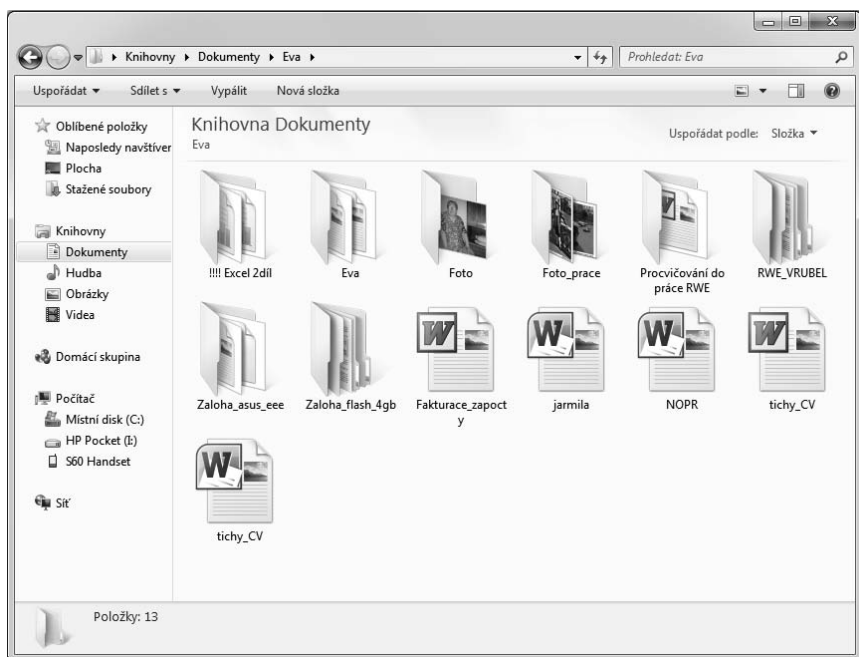 Knihovny Dokumenty Eva
Prohledat: Eva
Uspořádat Sdílet s Vypálit Nová složka
Oblíbené položky
Naposledy navštíver
Plocha
Stažené soubory
Knihovny
Dokumenty
Hudba
Obrázky
Videa
Domácí skupina
Počítač
Místní disk (C:)
HP Pocket (I:)
S60 Handset
Síť
Knihovna Dokumenty
Eva
Uspořádat podle: Složka
!!!! Excel 2díl
Eva
Foto
Foto_prace
Procvičování do
práce RWE
RWE_VRUBEL
Zaloha_asus_eee
Zaloha_flash_4gb
Fakturace_zapoct
y
jarmila
NOPR
tichy_CV
tichy_CV
Položky: 13